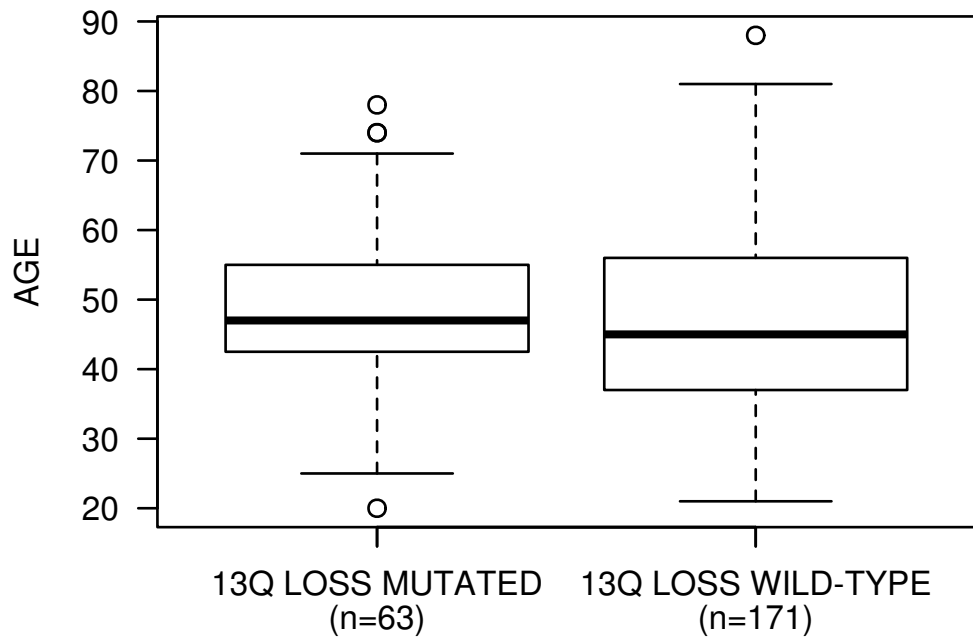 90
80
70
60
50
40
30
20
AGE
13Q LOSS MUTATED
(n=63)
13Q LOSS WILD-TYPE
(n=171)